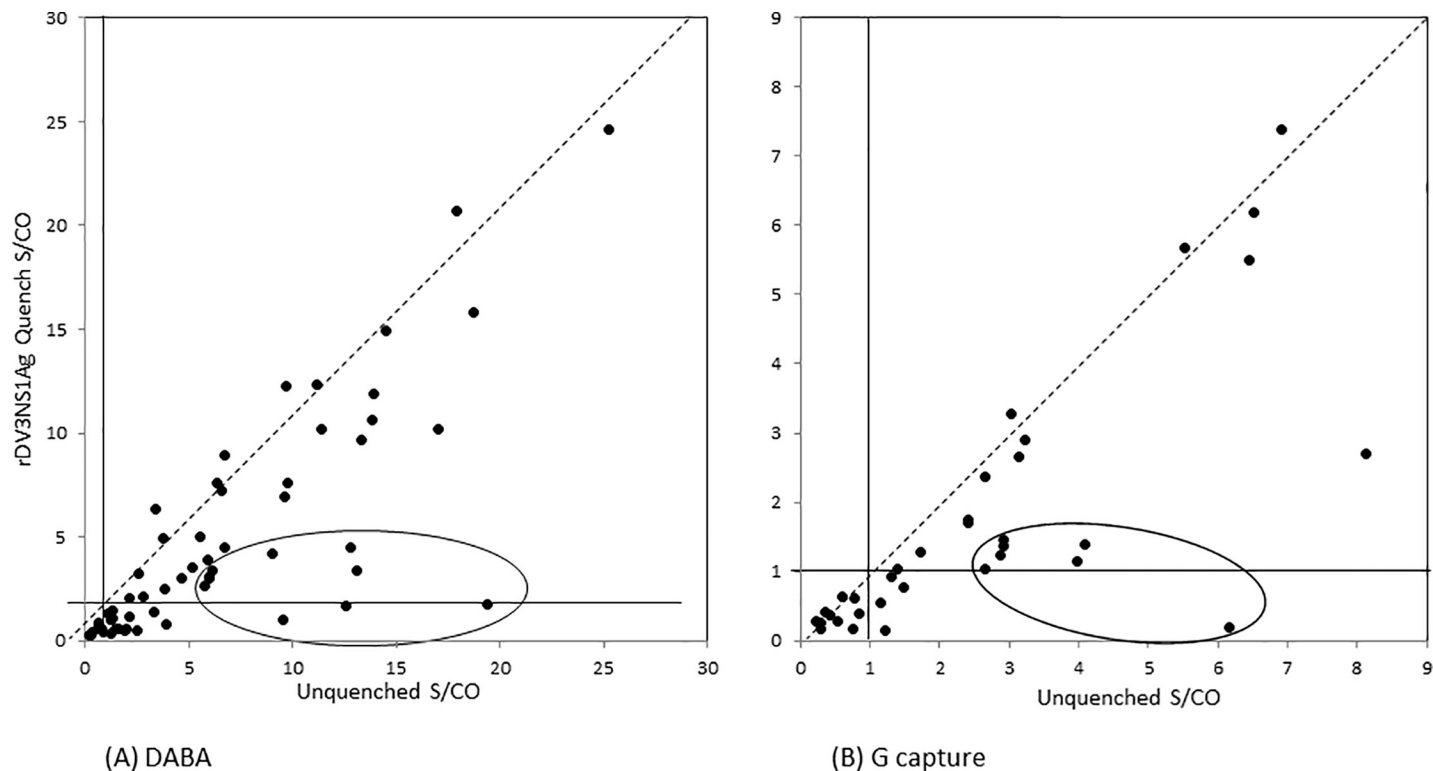 30
25
20
15
10
5
0
rDV3NS1Ag Quench S/CO
0 5 10 15 20 25 30
Unquenched S/CO
(A) DABA
9
8
7
6
5
4
3
2
1
0
0 1 2 3 4 5 6 7 8 9
Unquenched S/CO
(B) G capture